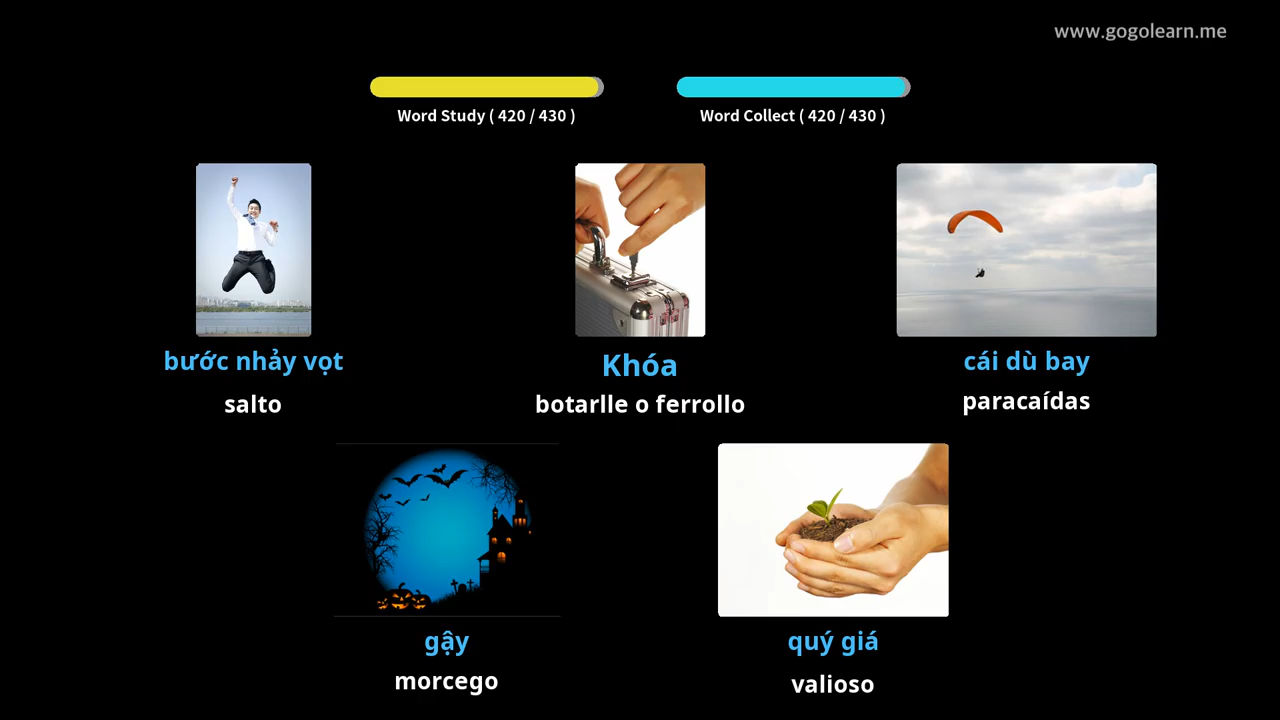 www.gogolearn.me
Word Study ( 420 / 430 )
Word Collect ( 420 / 430 )
bước nhảy vọt
salto
Khóa
botarlle o ferrollo
cái dù bay
paracaídas
gậy
morcego
quý giá
valioso